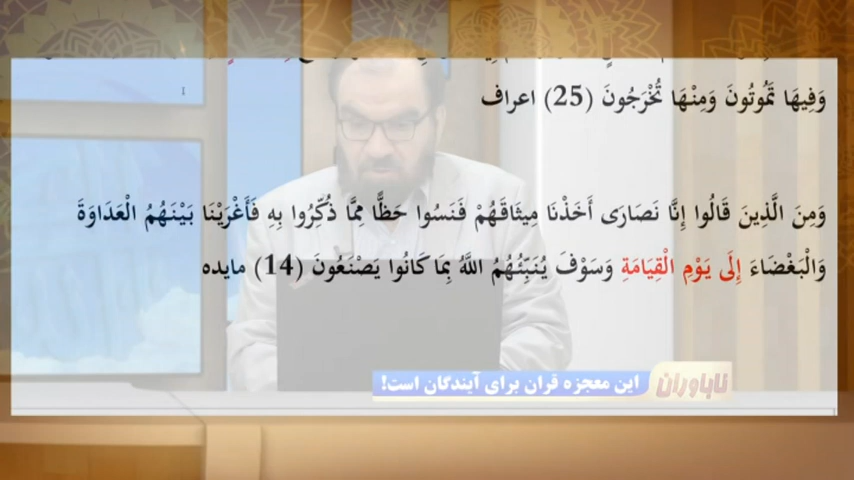 وَفِيهَا تَمُوتُونَ وَمِنْهَا تُخْرَجُونَ (25) اعراف
وَمِنَ الَّذِينَ قَالُوا إِنَّا نَصَارَى أَخَذْنَا مِيثَاقَهُمْ فَنَسُوا حَظًّا مِمَّا ذُكِّرُوا بِهِ فَأَغْرَيْنَا بَيْنَهُمُ الْعَدَاوَةَ
وَالْبَغْضَاءَ إِلَى يَوْمِ الْقِيَامَةِ وَسَوْفَ يُنَبِّئُهُمُ اللَّهُ بِمَا كَانُوا يَصْنَعُونَ (14) مایده
ناباوران
این معجزه قران برای آیندگان است!